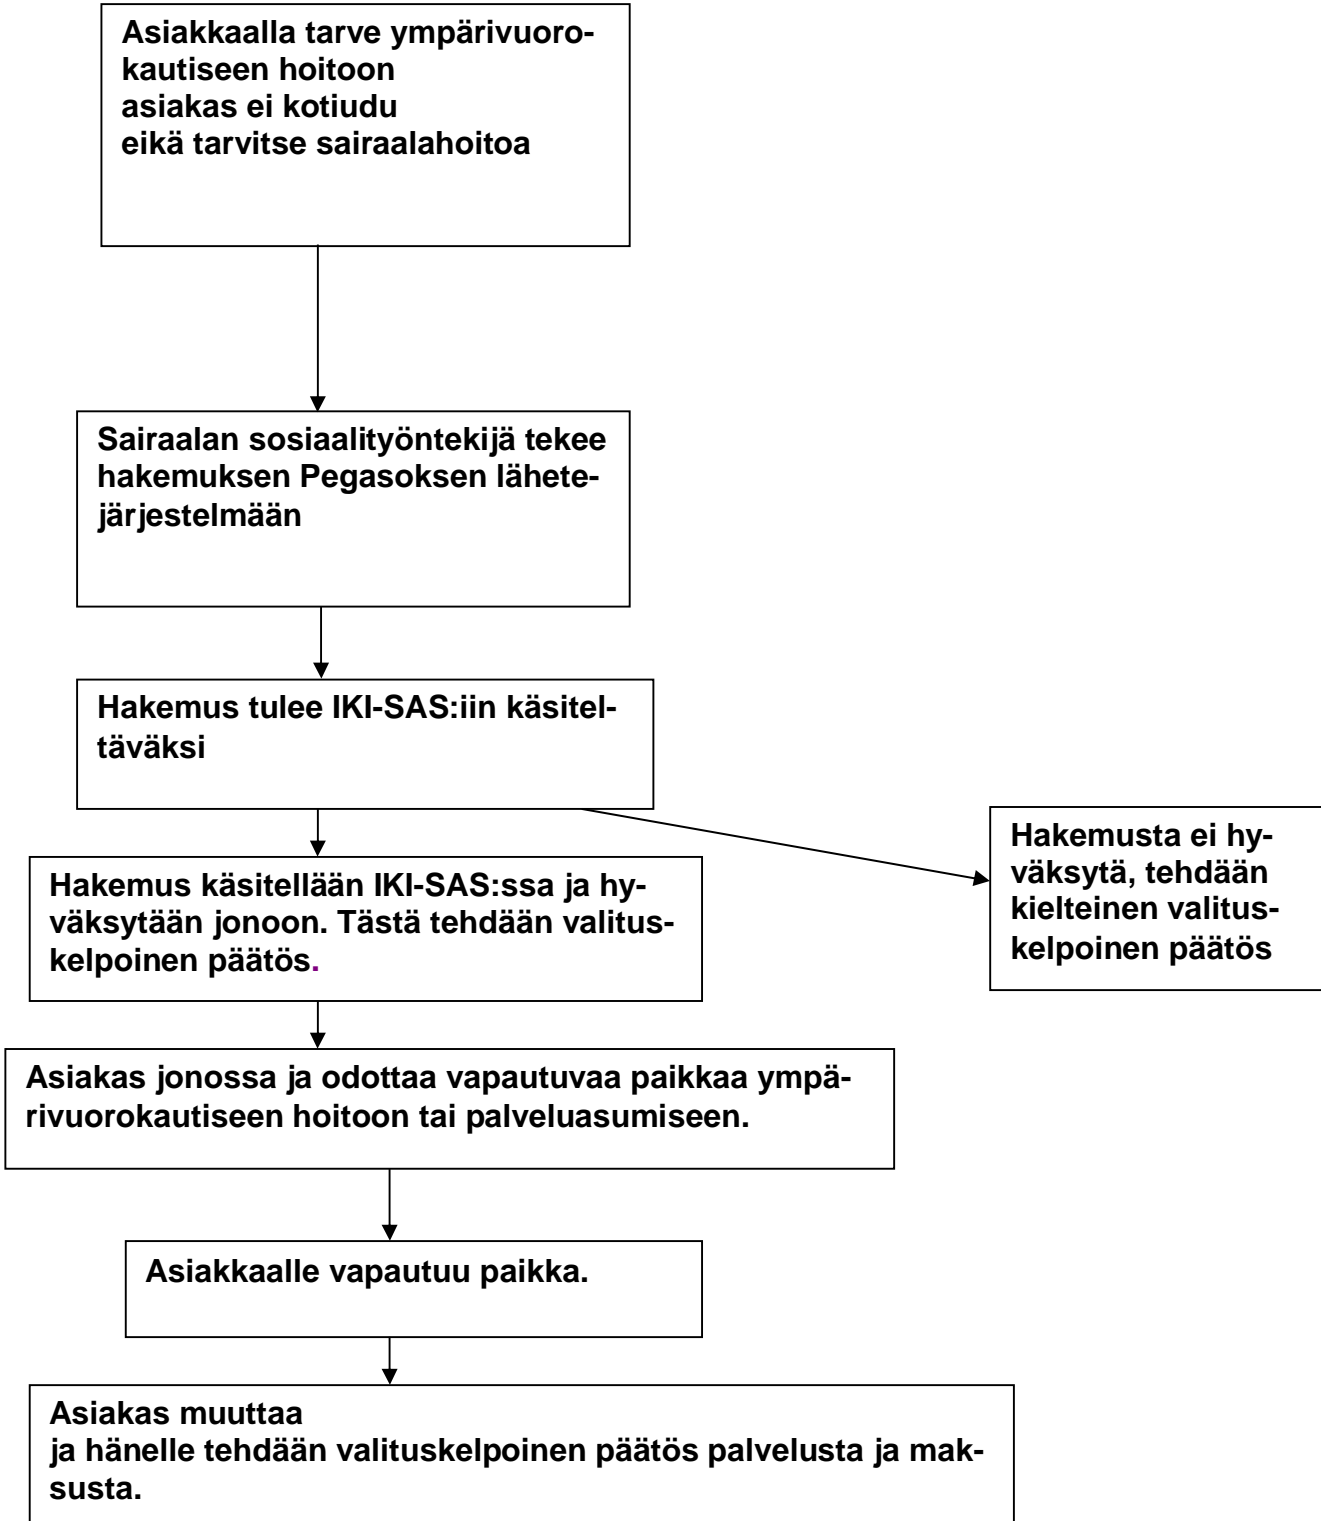 Asiakkaalla tarve ympärivuoro-
kautiseen hoitoon
asiakas ei kotiudu
eikä tarvitse sairaalahoitoa
Sairaalan sosiaalityöntekijä tekee
hakemuksen Pegasoksen lähete-
järjestelmään
Hakemus tulee IKI-SAS:iin käsitel-
täväksi
Hakemusta ei hy-
väksytä, tehdään
kielteinen valitus-
kelpoinen päätös
Hakemus käsitellään IKI-SAS:ssa ja hy-
väksytään jonoon. Tästä tehdään valitus-
kelpoinen päätös.
Asiakas jonossa ja odottaa vapautuvaa paikkaa ympä-
rivuorokautiseen hoitoon tai palveluasumiseen.
Asiakkaalle vapautuu paikka.
Asiakas muuttaa
ja hänelle tehdään valituskelpoinen päätös palvelusta ja mak-
susta.